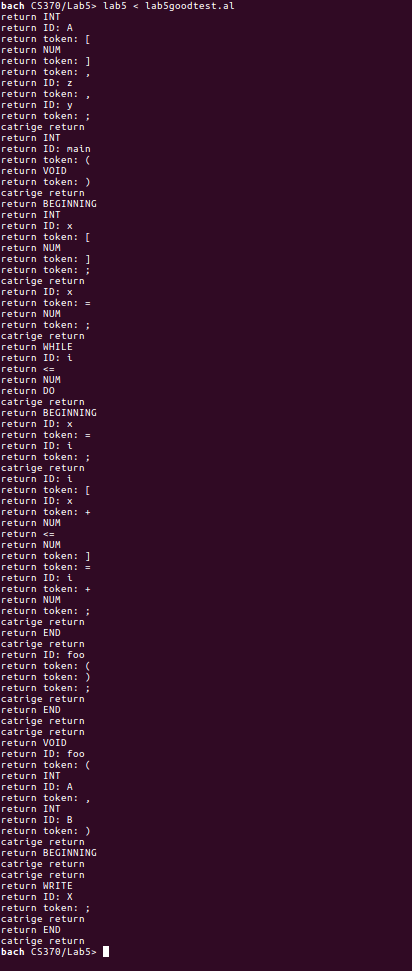 bach CS370/Lab5> lab5 < lab5goodtest.al
return INT
return ID: A
return token: [
return NUM
return token: ]
return token: ,
return ID: z
return token: ,
return ID: y
return token: ;
catrige return
return INT
return ID: main
return token: (
return VOID
return token: )
catrige return
return BEGINNING
return INT
return ID: x
return token: [
return NUM
return token: ]
return token: ;
catrige return
return ID: x
return token: =
return NUM
return token: ;
catrige return
return WHILE
return ID: i
return <=
return NUM
return DO
catrige return
return BEGINNING
return ID: x
return token: =
return ID: i
return token: ;
catrige return
return ID: i
return token: [
return ID: x
return token: +
return NUM
return <=
return NUM
return token: ]
return token: =
return ID: i
return token: +
return NUM
return token: ;
catrige return
return END
catrige return
return ID: foo
return token: (
return token: )
return token: ;
catrige return
return END
catrige return
catrige return
return VOID
return ID: foo
return token: (
return INT
return ID: A
return token: ,
return INT
return ID: B
return token: )
catrige return
return BEGINNING
catrige return
catrige return
return WRITE
return ID: X
return token: ;
catrige return
return END
catrige return
bach CS370/Lab5>